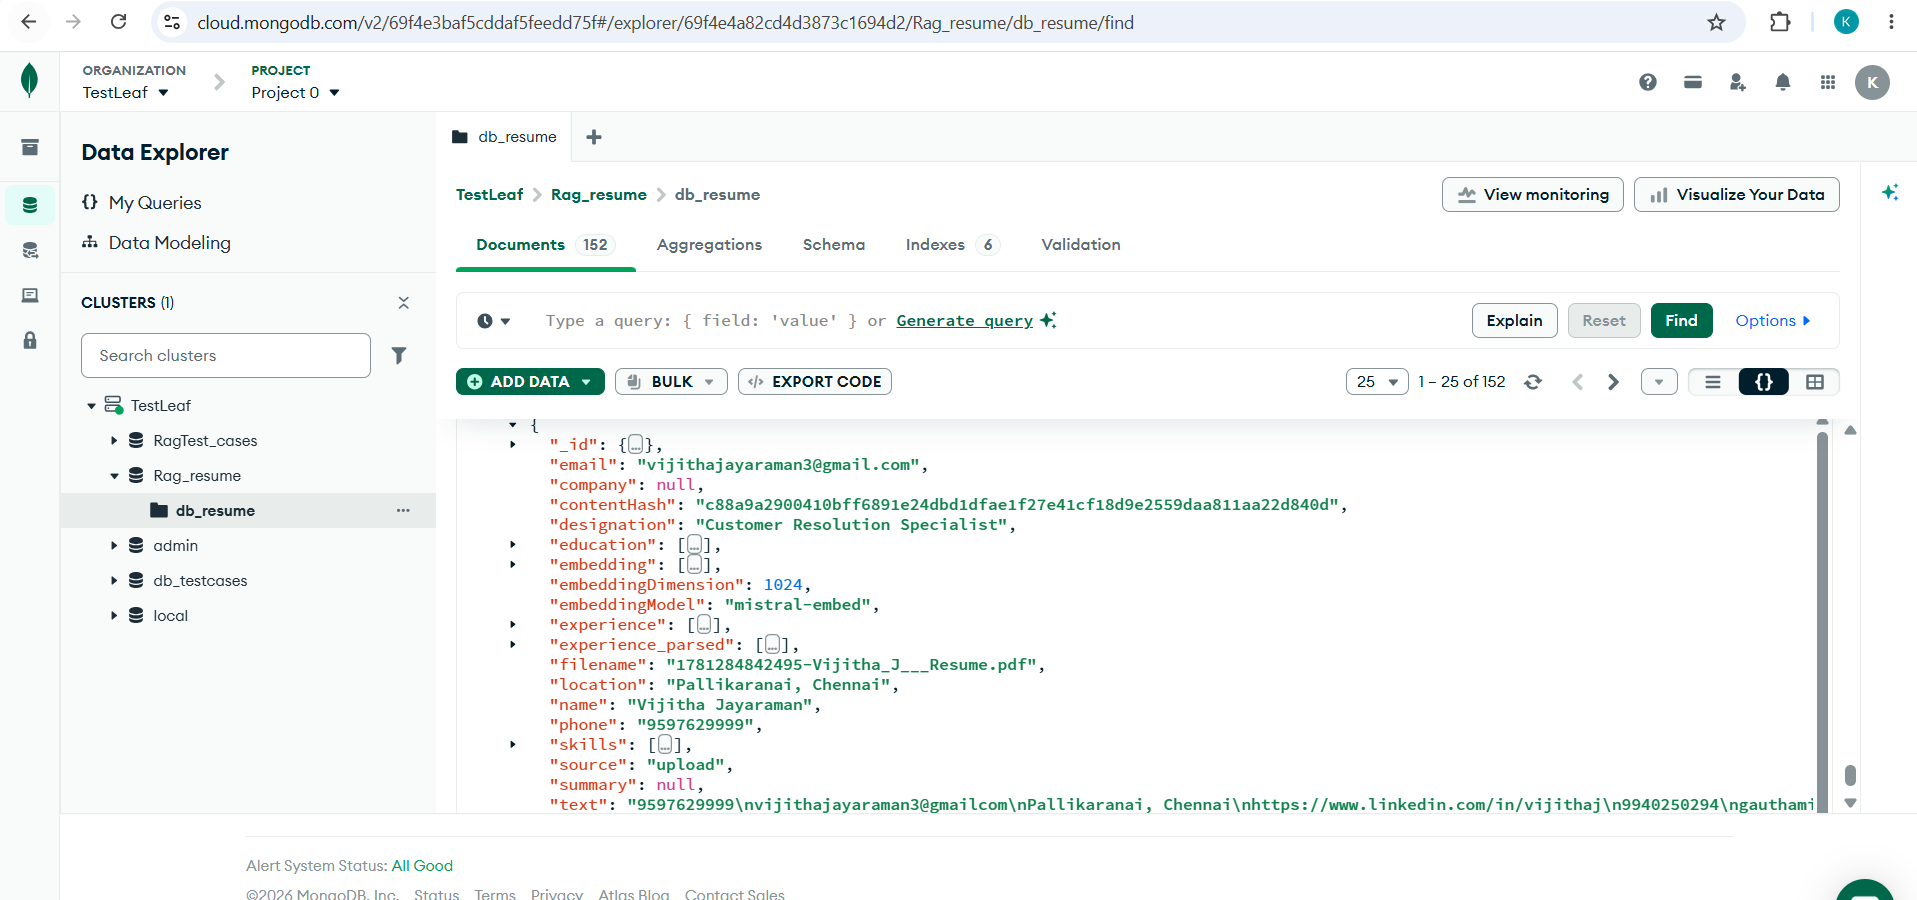 cloud.mongodb.com/v2/69f4e3baf5cddaf5feedd75f#/explorer/69f4e4a82cd4d3873c1694d2/Rag_resume/db_resume/find
K
ORGANIZATION
TestLeaf
PROJECT
Project 0
K
Data Explorer
My Queries
Data Modeling
CLUSTERS (1)
Search clusters
TestLeaf
RagTest_cases
Rag_resume
db_resume
admin
db_testcases
local
db_resume
TestLeaf > Rag_resume > db_resume
View monitoring
Visualize Your Data
Documents 152
Aggregations
Schema
Indexes 6
Validation
Type a query: { field: 'value' } or Generate query
Explain
Reset
Find
Options
ADD DATA
BULK
EXPORT CODE
25
1 – 25 of 152
{
"_id": {…},
"email": "vijithajayaraman3@gmail.com",
"company": null,
"contentHash": "c88a9a2900410bff6891e24dbd1dfae1f27e41cf18d9e2559daa811aa22d840d",
"designation": "Customer Resolution Specialist",
"education": […],
"embedding": […],
"embeddingDimension": 1024,
"embeddingModel": "mistral-embed",
"experience": […],
"experience_parsed": […],
"filename": "1781284842495-Vijitha_J___Resume.pdf",
"location": "Pallikaranai, Chennai",
"name": "Vijitha Jayaraman",
"phone": "9597629999",
"skills": […],
"source": "upload",
"summary": null,
"text": "9597629999\nvijithajayaraman3@gmailcom\nPallikaranai, Chennai\nhttps://www.linkedin.com/in/vijithaj\n9940250294\ngauthami
Alert System Status: All Good
©2026 MongoDB, Inc. Status Terms Privacy Atlas Blog Contact Sales